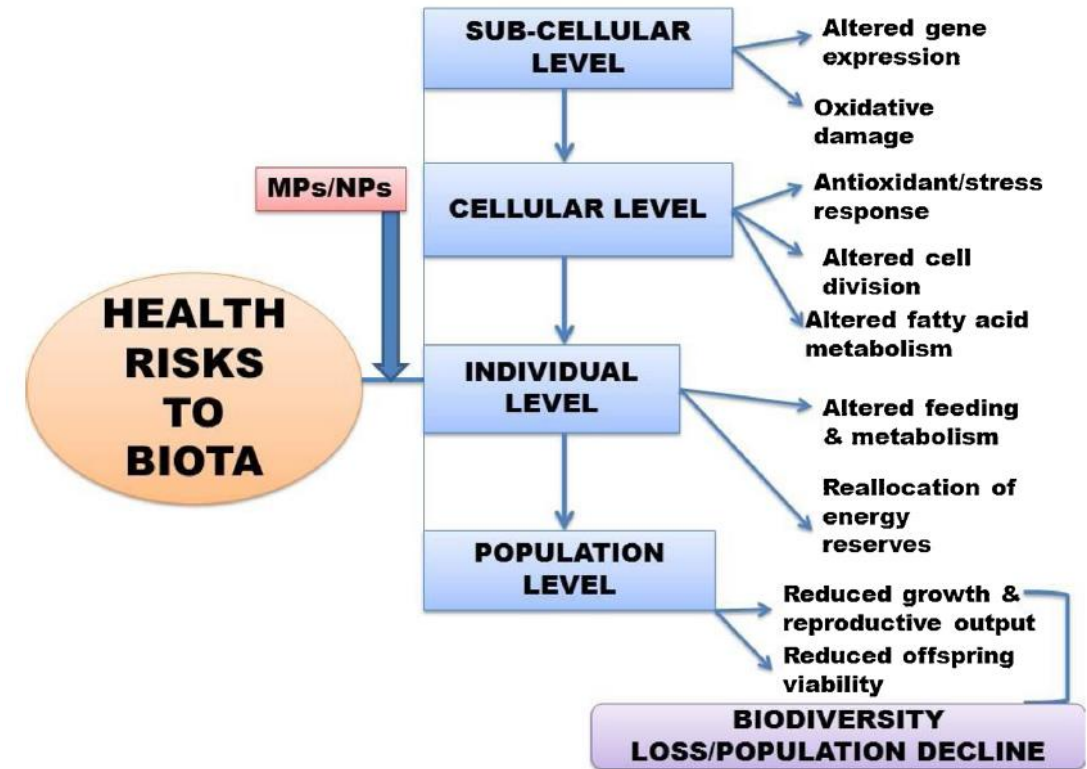 SUB-CELLULAR
LEVEL
Altered gene
expression
Oxidative
damage
MPs/NPs
CELLULAR LEVEL
Antioxidant/stress
response
Altered cell
division
Altered fatty acid
metabolism
HEALTH
RISKS
TO
BIOTA
INDIVIDUAL
LEVEL
Altered feeding
& metabolism
Reallocation of
energy
reserves
POPULATION
LEVEL
Reduced growth &
reproductive output
Reduced offspring
viability
BIODIVERSITY
LOSS/POPULATION DECLINE